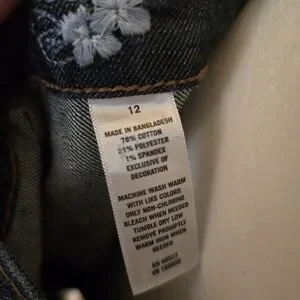 12
MADE IN BANGLADESH
78% COTTON
21% POLYESTER
1% SPANDEX
EXCLUSIVE OF
DECORATION
MACHINE WASH WARM
WITH LIKE COLORS
ONLY NON-CHLORINE
BLEACH WHEN NEEDED
TUMBLE DRY LOW
REMOVE PROMPTLY
WARM IRON WHEN
NEEDED
RN